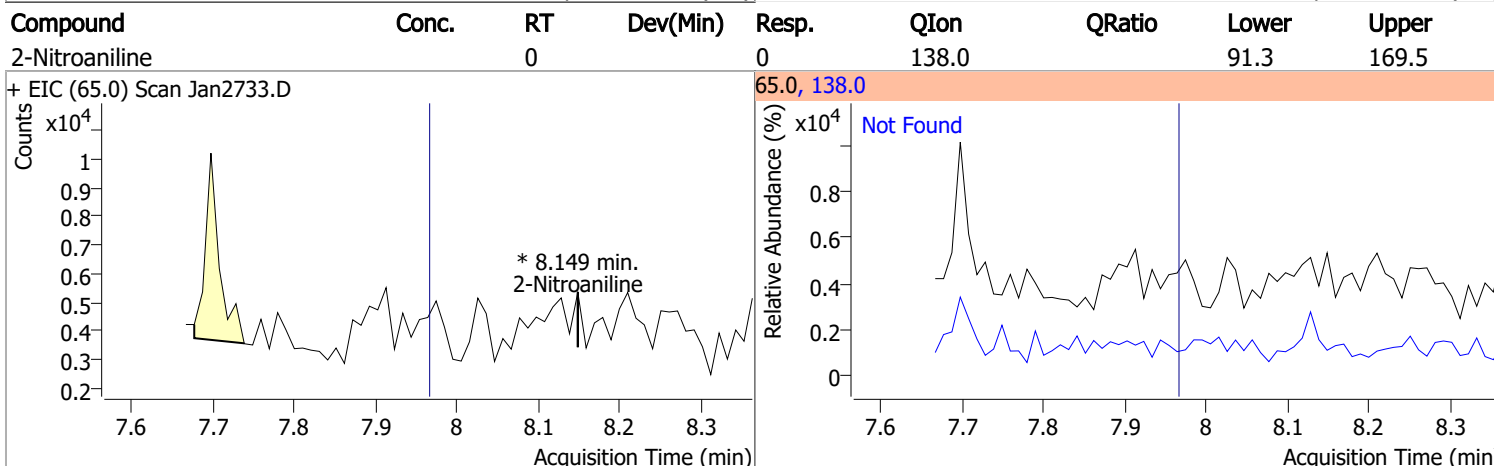 Compound Conc. RT Dev(Min) Resp. QIon QRatio Lower Upper
2-Nitroaniline 0 0 138.0 91.3 169.5
+ EIC (65.0) Scan Jan2733.D
Counts
x10⁴
1
0.9
0.8
0.7
0.6
0.5
0.4
0.3
0.2
* 8.149 min.
2-Nitroaniline
7.6 7.7 7.8 7.9 8 8.1 8.2 8.3
Acquisition Time (min)
65.0, 138.0
Relative Abundance (%)
x10⁴
Not Found
0.8
0.6
0.4
0.2
0
7.6 7.7 7.8 7.9 8 8.1 8.2 8.3
Acquisition Time (min